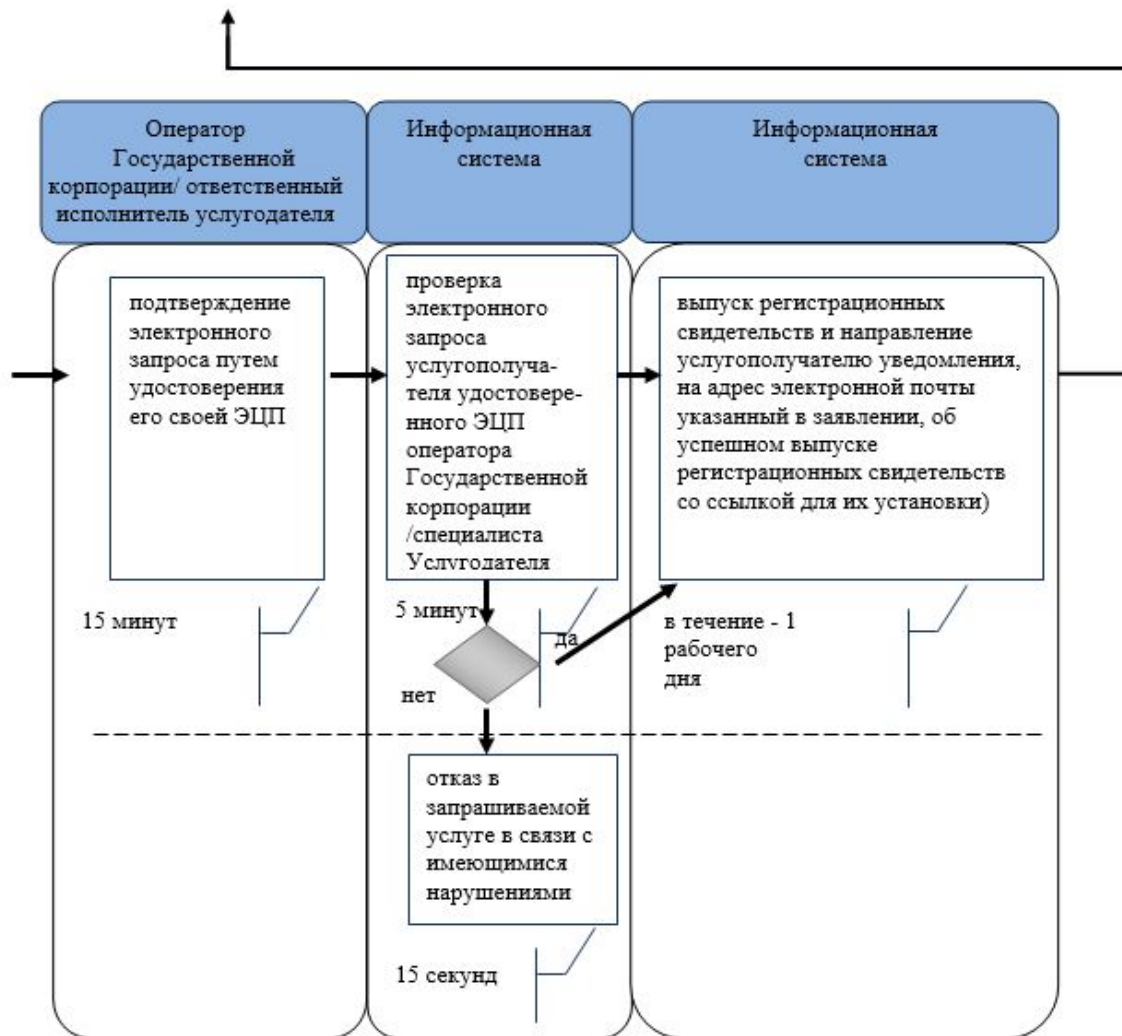 Оператор
Государственной
корпорации/ ответственный
исполнитель услугодателя
Информационная
система
Информационная
система
подтверждение
электронного
запроса путем
удостоверения
его своей ЭЦП
15 минут
проверка
электронного
запроса
услугополуча-
теля удостовере-
нного ЭЦП
оператора
Государственной
корпорации
/специалиста
Услугодателя
5 минут
да
нет
отказ в
запрашиваемой
услуге в связи с
имеющимися
нарушениями
15 секунд
выпуск регистрационных
свидетельств и направление
услугополучателю уведомления,
на адрес электронной почты
указанный в заявлении, об
успешном выпуске
регистрационных свидетельств
со ссылкой для их установки)
в течение - 1
рабочего
дня